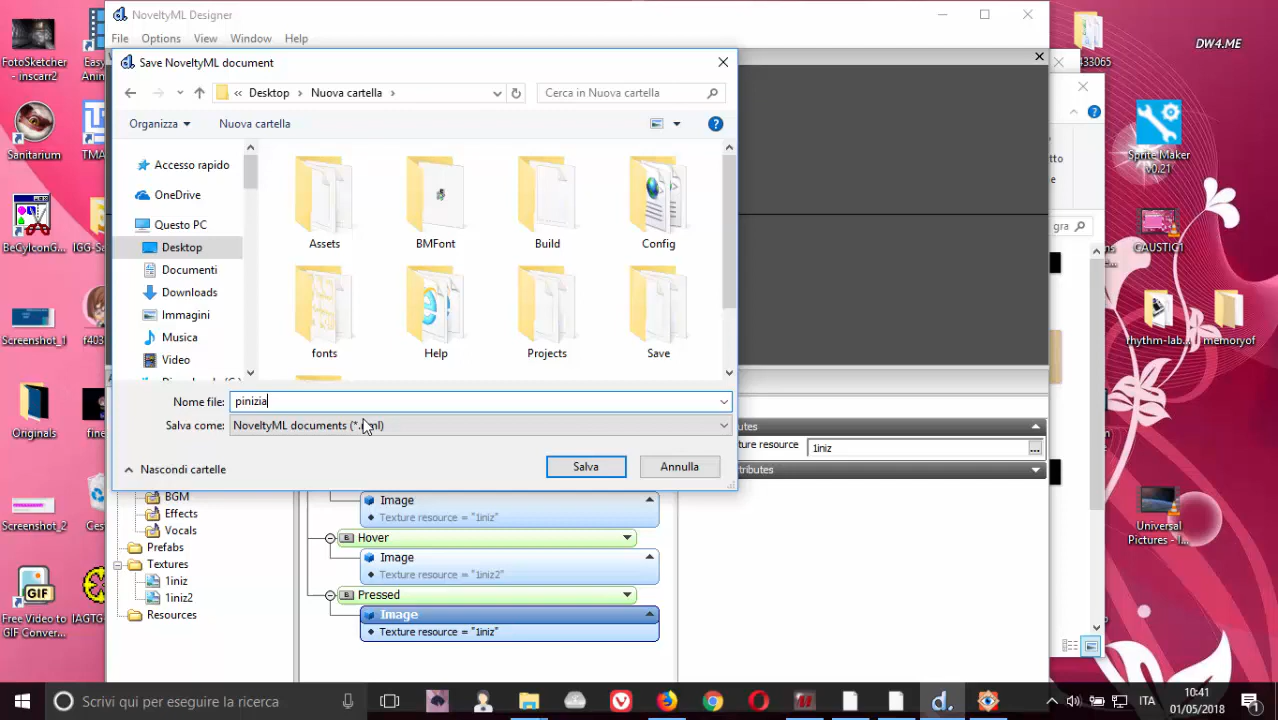 NoveltyML Designer
File Options View Window Help
Save NoveltyML document
Desktop Nuova cartella
Cerca in Nuova cartella
Organizza Nuova cartella
Accesso rapido
OneDrive
Questo PC
Desktop
Documenti
Downloads
Immagini
Musica
Video
Assets BMFont Build Config
fonts Help Projects Save
Nome file: pinizia
Salva come: NoveltyML documents
Nascondi cartelle
Salva Annulla
1iniz
BGM
Effects
Vocals
Prefabs
Textures
1iniz
1iniz2
Resources
Image
Texture resource = "1iniz"
Hover
Image
Texture resource = "1iniz2"
Pressed
Image
Texture resource = "1iniz"
FotoSketcher
- inscarr2
Sanitarium
BeCyIconG...
Screenshot_1
Originals
Screenshot_2
Free Video to
GIF Conver...
DW4.ME
433065
Sprite Maker
v0.21
CAUSTIC1
rhythm-lab...
memoryof
Universal
Pictures - I...
Scrivi qui per eseguire la ricerca
ITA
10:41
01/05/2018